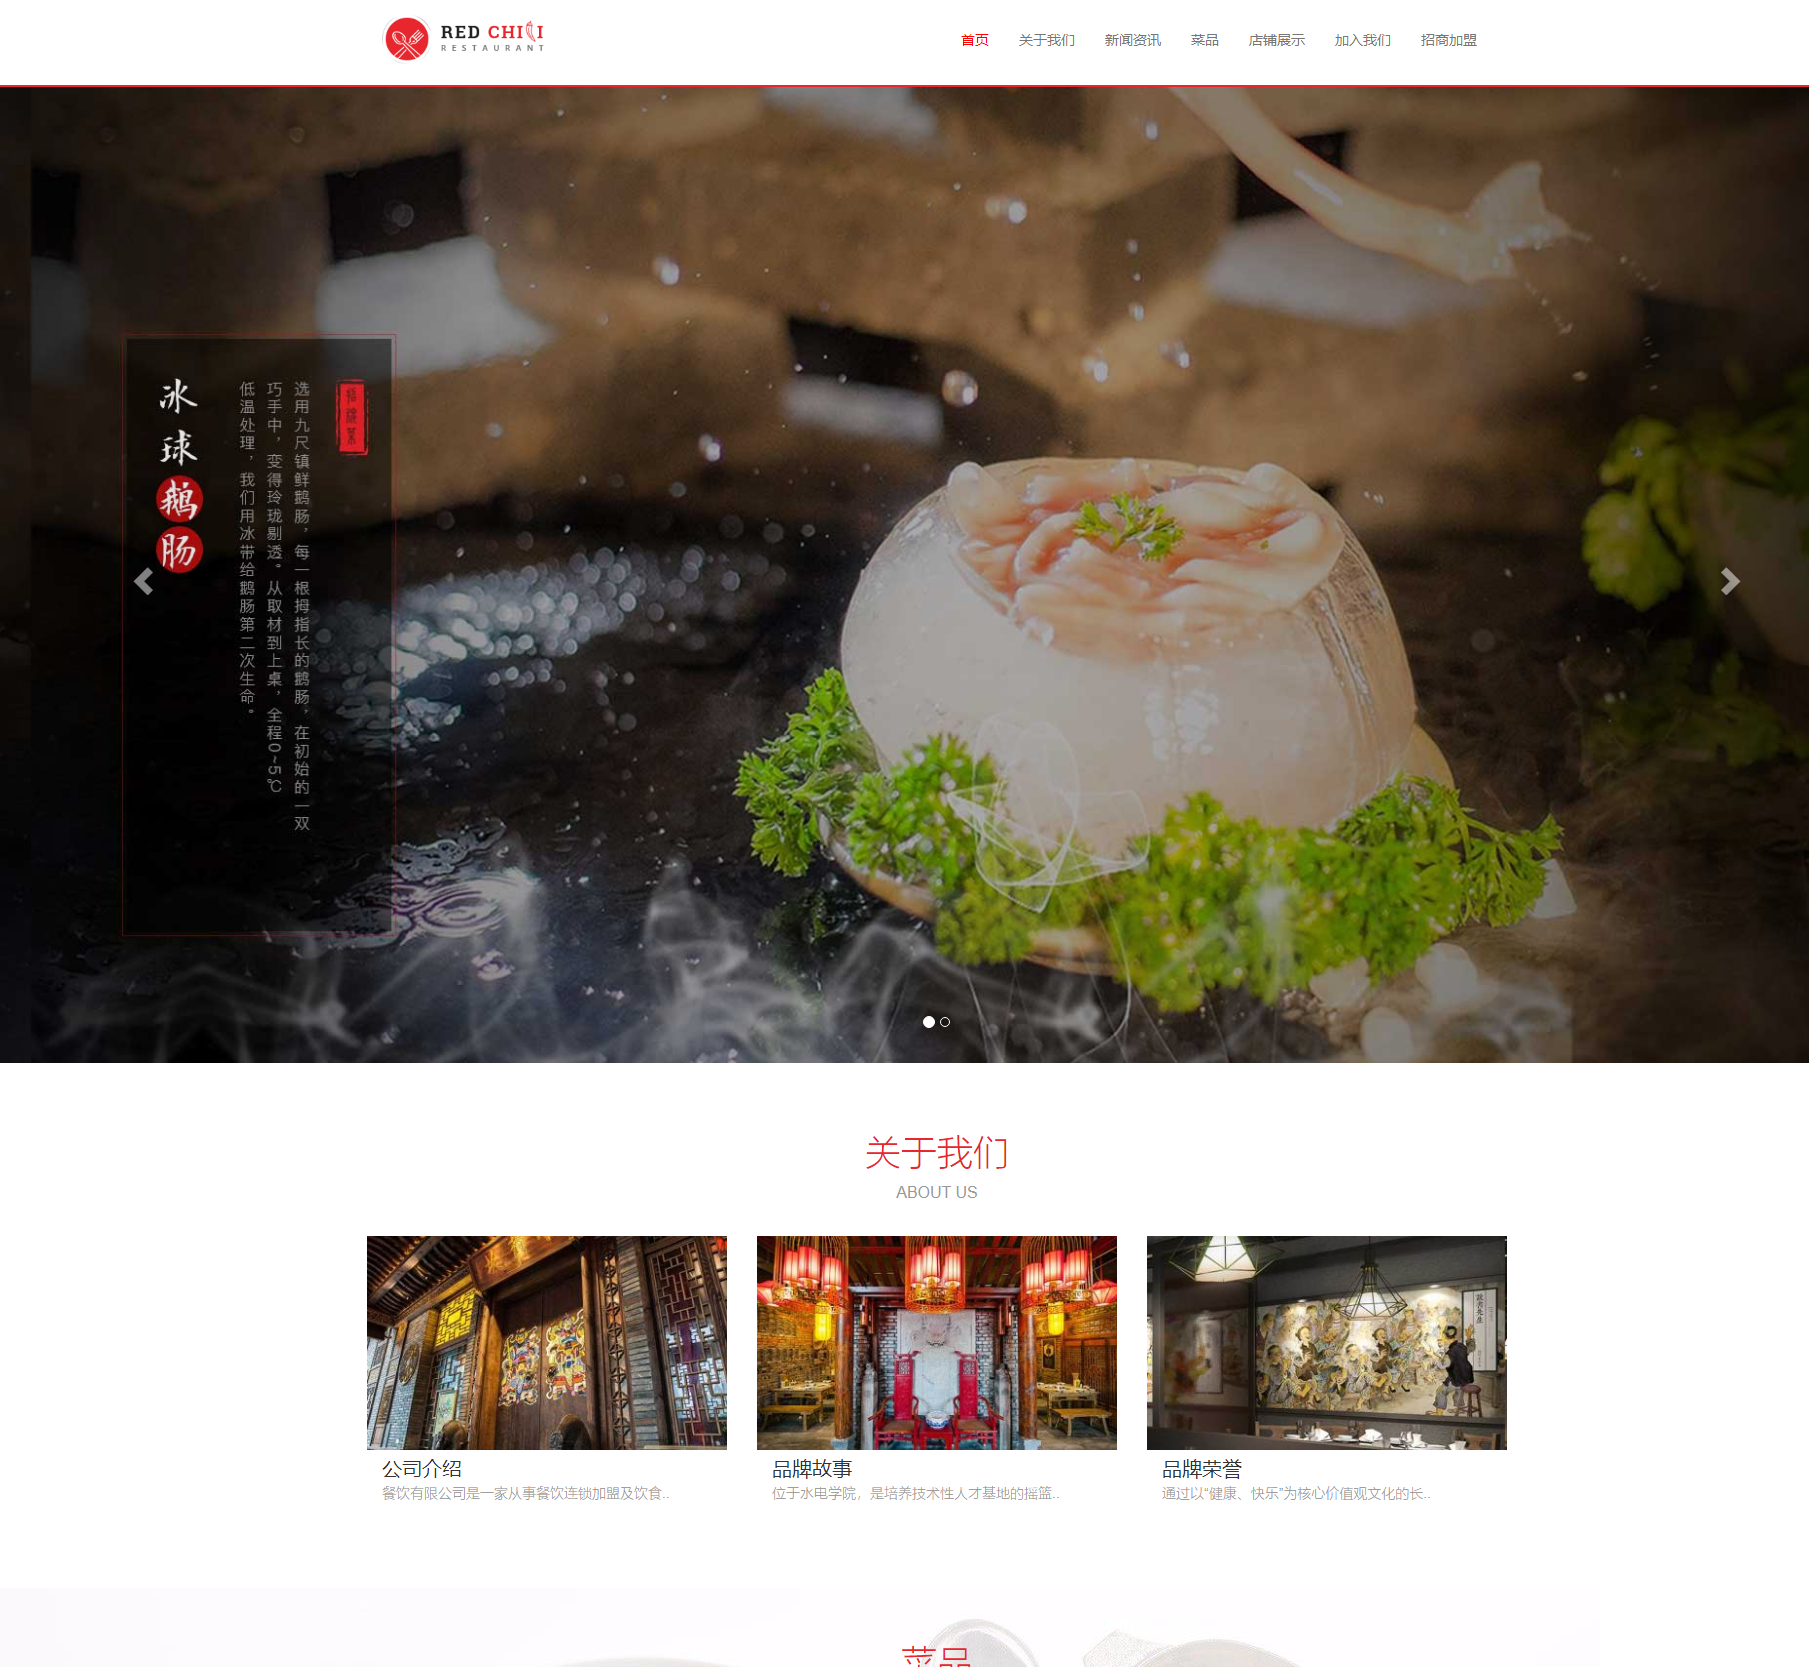 RED CHILI
RESTAURANT
首页 关于我们 新闻资讯 菜品 店铺展示 加入我们 招商加盟
招牌菜
选用九尺镇鲜鹅肠，每一根拇指长的鹅肠，在初始的一双
巧手中，变得玲珑剔透。从取材到上桌，全程0~5℃
低温处理，我们用冰带给鹅肠第二次生命。
冰球鹅肠
关于我们
ABOUT US
说书先生
公司介绍
餐饮有限公司是一家从事餐饮连锁加盟及饮食..
品牌故事
位于水电学院，是培养技术性人才基地的摇篮..
品牌荣誉
通过以“健康、快乐”为核心价值观文化的长..
菜品